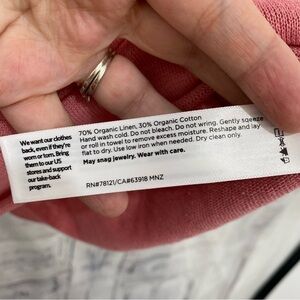 We want our clothes
back, even if they're
worn or torn. Bring
them to our US
stores and support
our take-back
program.
70% Organic Linen, 30% Organic Cotton
Hand wash cold. Do not bleach. Do not wring. Gently sqeeze
or roll in towel to remove excess moisture. Reshape and lay
flat to dry. Use low iron when needed. Dry clean only.
May snag jewelry. Wear with care.
RN#78121/CA#63918 MNZ